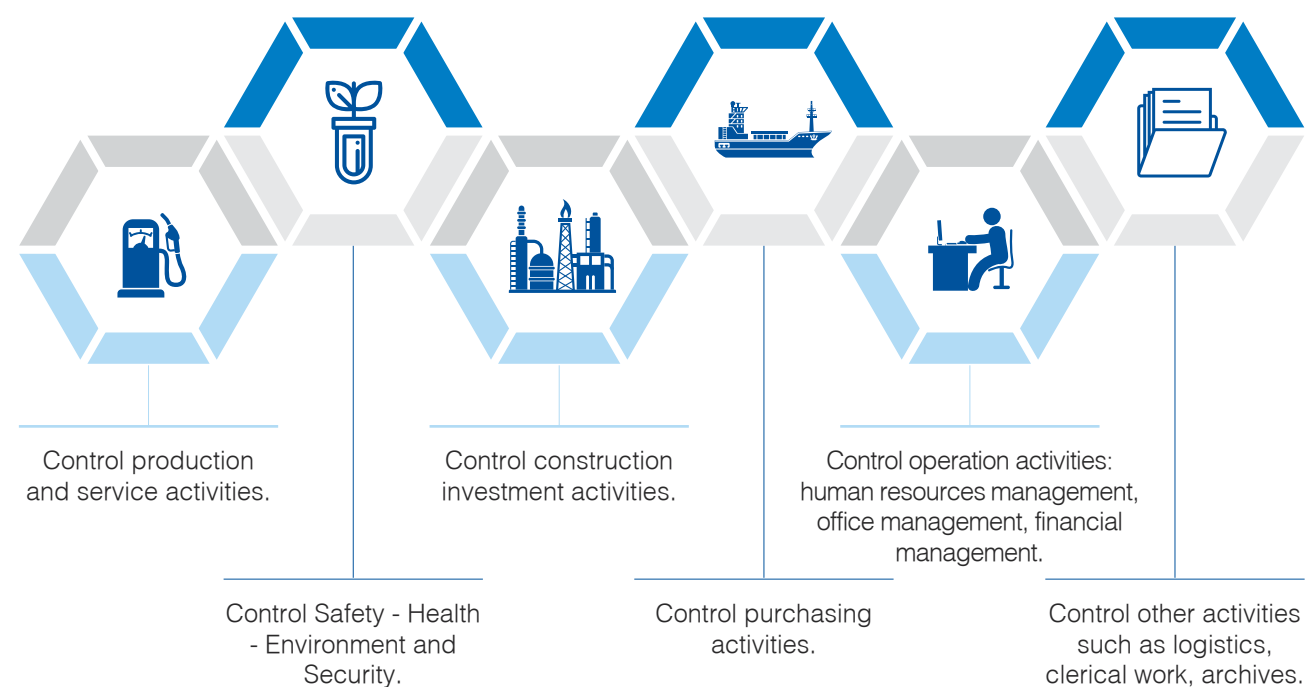 Control production
and service activities.
Control Safety - Health
- Environment and
Security.
Control construction
investment activities.
Control purchasing
activities.
Control operation activities:
human resources management,
office management, financial
management.
Control other activities
such as logistics,
clerical work, archives.